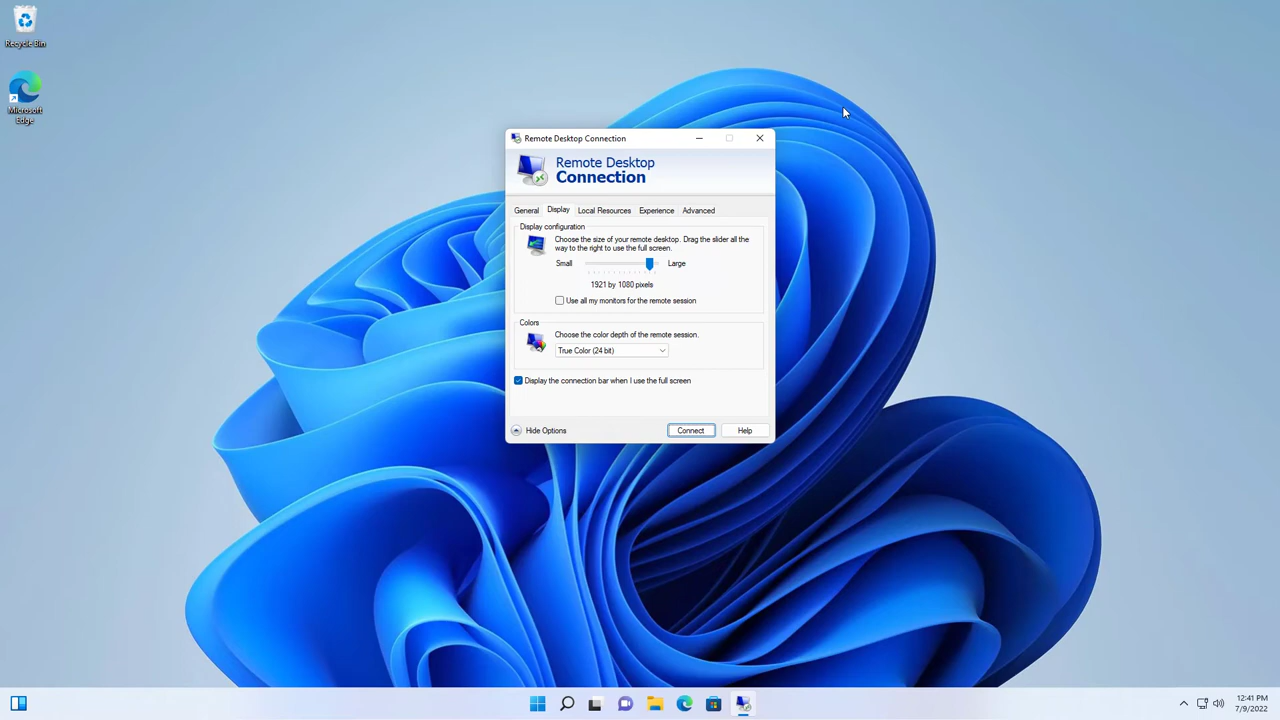 Recycle Bin
Microsoft
Edge
Remote Desktop Connection
Remote Desktop
Connection
General Display Local Resources Experience Advanced
Display configuration
Choose the size of your remote desktop. Drag the slider all the
way to the right to use the full screen.
Small Large
1921 by 1080 pixels
Use all my monitors for the remote session
Colors
Choose the color depth of the remote session.
True Color (24 bit)
Display the connection bar when I use the full screen
Hide Options Connect Help
12:41 PM
7/9/2022